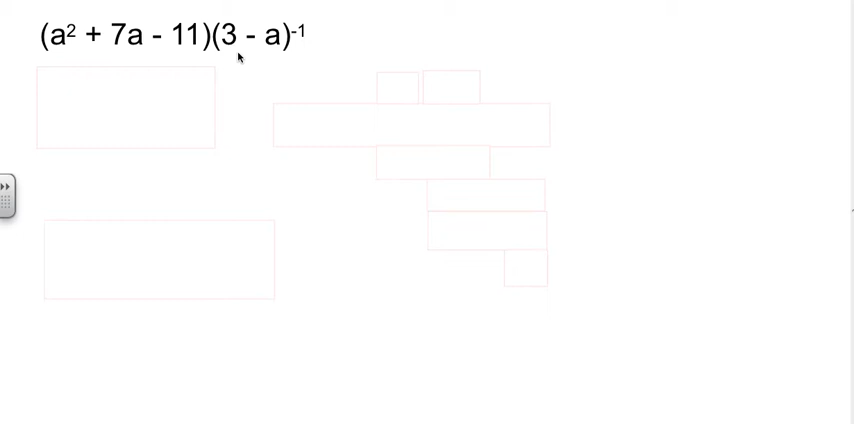 (a² + 7a - 11)(3 - a)⁻¹